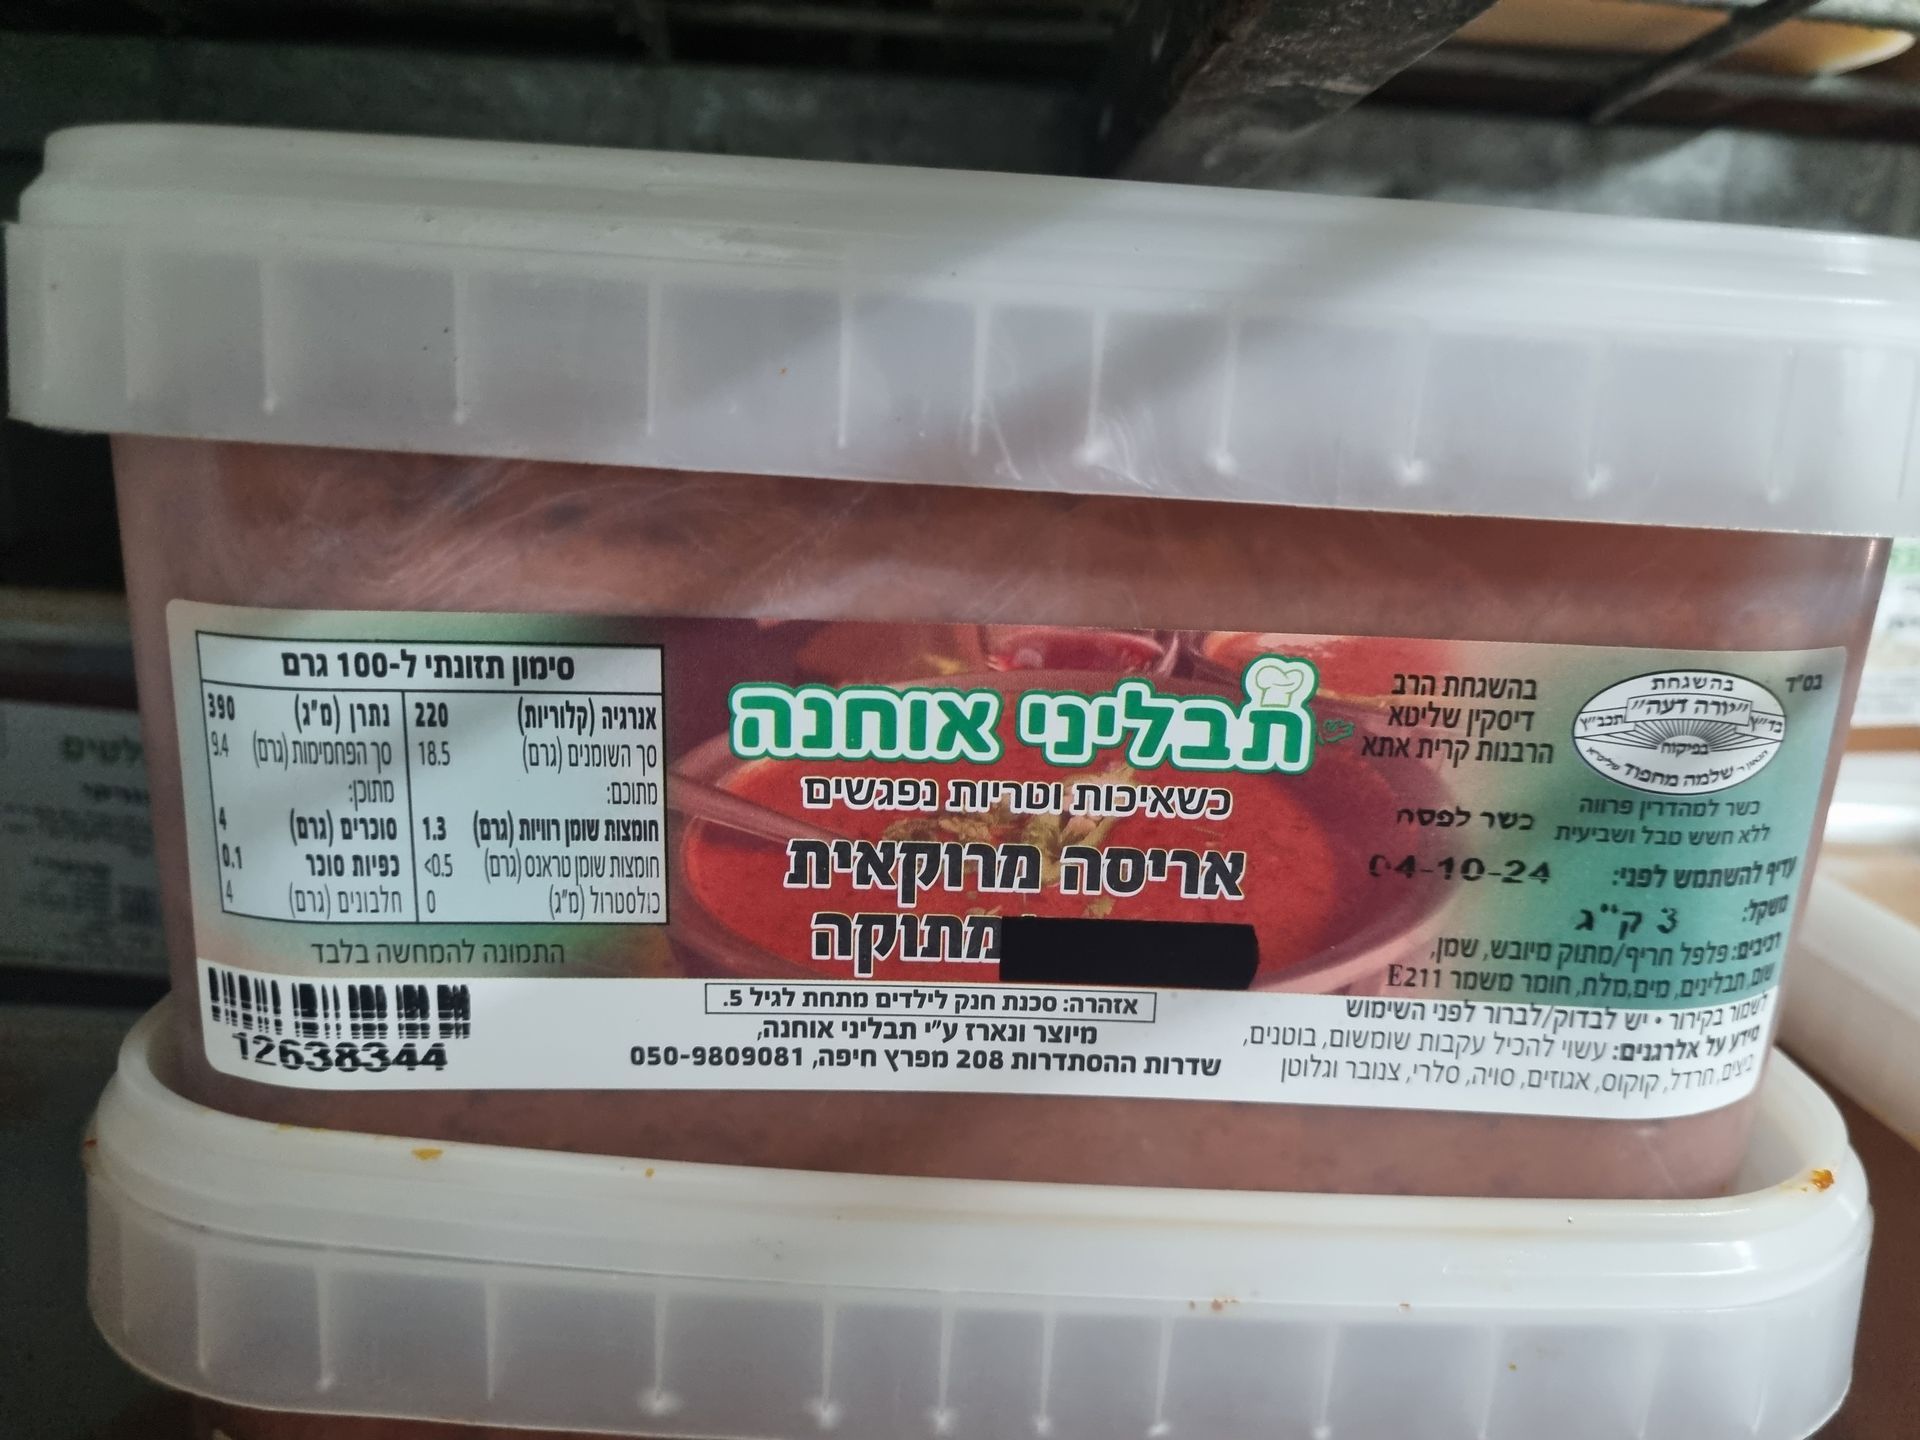 בס"ד
בהשגחת
בד"ץ "יורה דעה" תכב"ץ
בפיקוח
הגאון ר' שלמה מחפוד שליט"א
כשר למהדרין פרווה
ללא חשש טבל ושביעית
בהשגחת הרב
דיסקין שליטא
הרבנות קרית אתא
כשר לפסח
עדיף להשתמש לפני: 04-10-24
משקל: 3 ק"ג
רכיבים: פלפל חריף/מתוק מיובש, שמן,
שום, תבלינים, מים,מלח, חומר משמר E211
לשמור בקירור • יש לבדוק/לברור לפני השימוש
מידע על אלרגנים: עשוי להכיל עקבות שומשום, בוטנים,
ביצים, חרדל, קוקוס, אגוזים, סויה, סלרי, צנובר וגלוטן
תבליני אוחנה
כשאיכות וטריות נפגשים
אריסה מרוקאית
מתוקה
אזהרה: סכנת חנק לילדים מתחת לגיל 5.
מיוצר ונארז ע"י תבליני אוחנה,
שדרות ההסתדרות 208 מפרץ חיפה, 050-9809081
סימון תזונתי ל-100 גרם
אנרגיה (קלוריות) 220
סך השומנים (גרם) 18.5
מתוכם:
חומצות שומן רוויות (גרם) 1.3
חומצות שומן טראנס (גרם) <0.5
כולסטרול (מ"ג) 0
נתרן (מ"ג) 390
סך הפחמימות (גרם) 9.4
מתוכן:
סוכרים (גרם) 4
כפיות סוכר 0.1
חלבונים (גרם) 4
התמונה להמחשה בלבד
12638344